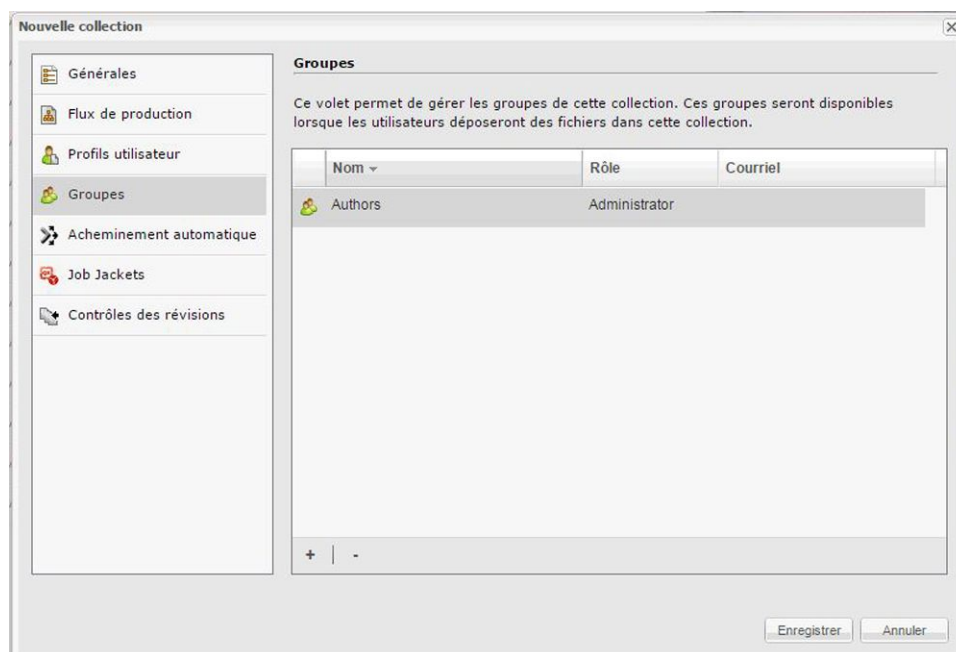 Nouvelle collection
Générales
Flux de production
Profils utilisateur
Groupes
Acheminement automatique
Job Jackets
Contrôles des révisions
Groupes
Ce volet permet de gérer les groupes de cette collection. Ces groupes seront disponibles
lorsque les utilisateurs déposeront des fichiers dans cette collection.
Nom Rôle Courriel
Authors Administrator
+ | -
Enregistrer Annuler